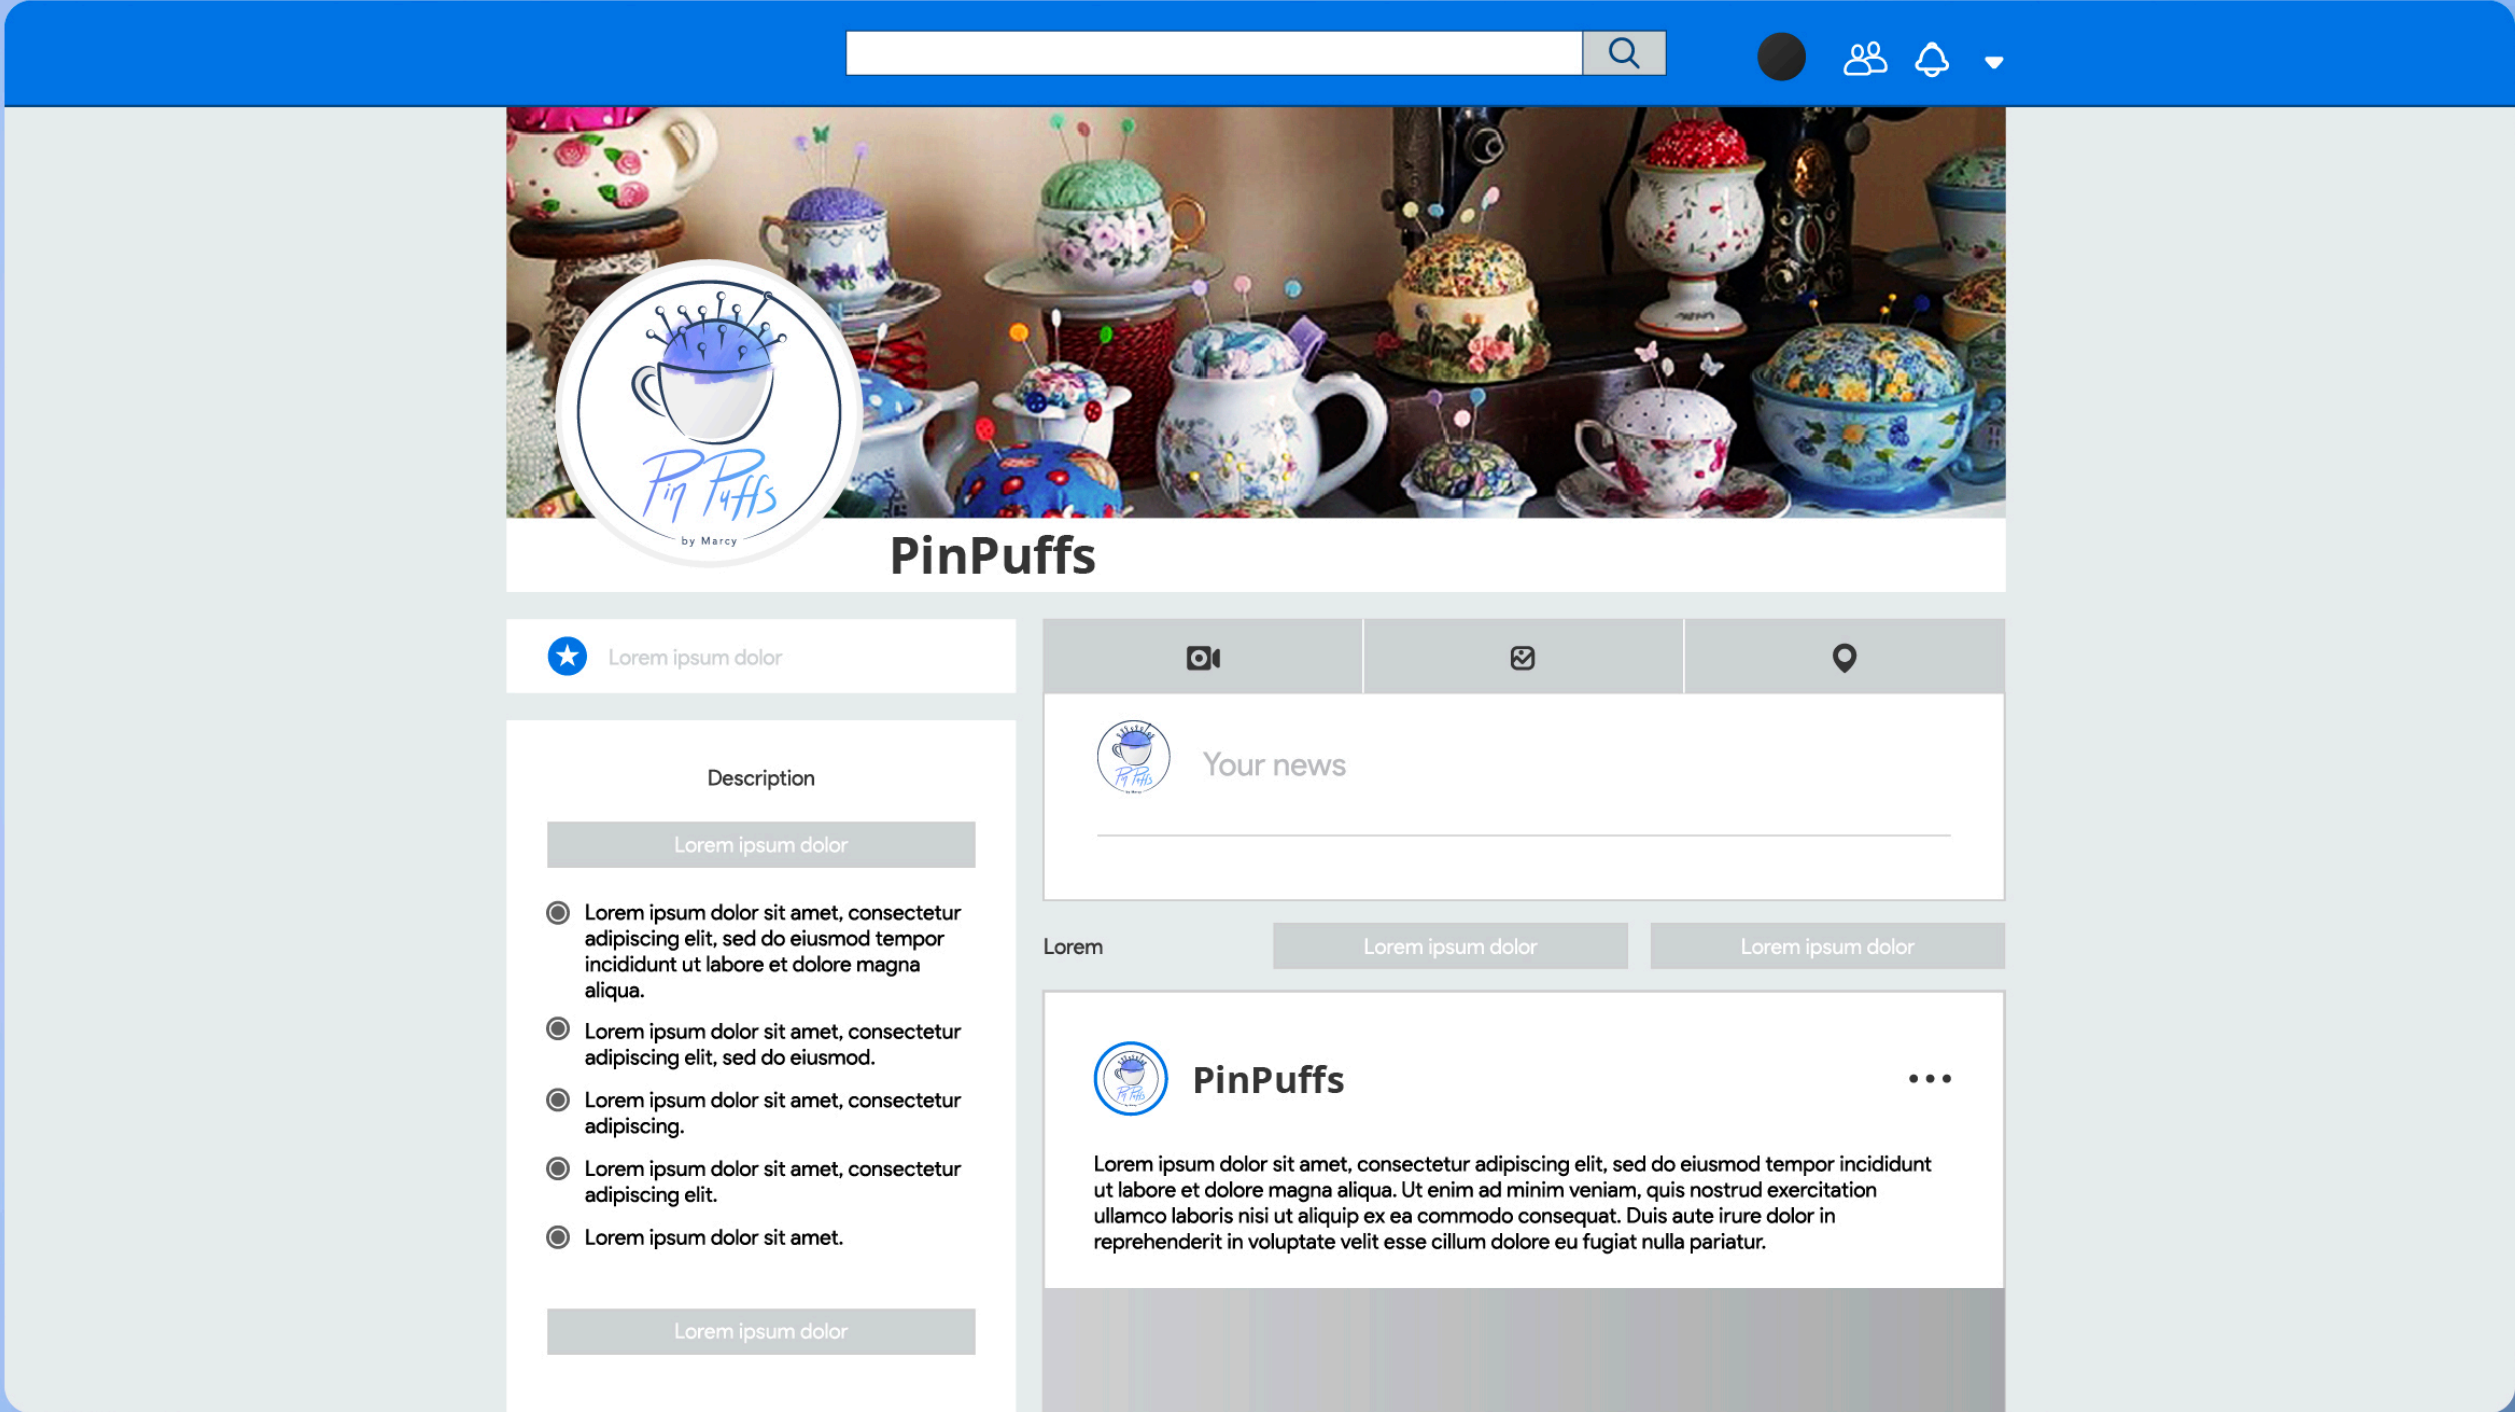 Pin Puffs
by Marcy
PinPuffs
Lorem ipsum dolor
Description
Lorem ipsum dolor
Lorem ipsum dolor sit amet, consectetur
adipiscing elit, sed do eiusmod tempor
incididunt ut labore et dolore magna
aliqua.
Lorem ipsum dolor sit amet, consectetur
adipiscing elit, sed do eiusmod.
Lorem ipsum dolor sit amet, consectetur
adipiscing.
Lorem ipsum dolor sit amet, consectetur
adipiscing elit.
Lorem ipsum dolor sit amet.
Lorem ipsum dolor
Pin Puffs
by Marcy
Your news
Lorem
Lorem ipsum dolor
Lorem ipsum dolor
Pin Puffs
PinPuffs
Lorem ipsum dolor sit amet, consectetur adipiscing elit, sed do eiusmod tempor incididunt
ut labore et dolore magna aliqua. Ut enim ad minim veniam, quis nostrud exercitation
ullamco laboris nisi ut aliquip ex ea commodo consequat. Duis aute irure dolor in
reprehenderit in voluptate velit esse cillum dolore eu fugiat nulla pariatur.